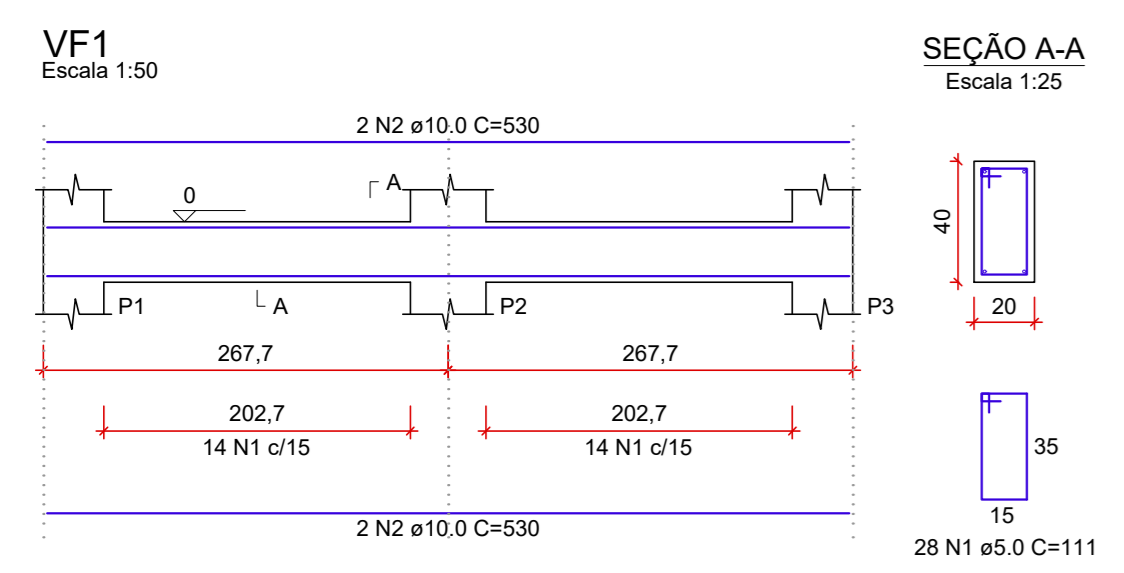 VF1
Escala 1:50
SEÇÃO A-A
Escala 1:25
2 N2 ø10.0 C=530
A
0
40
P1
A
P2
P3
20
267,7
267,7
202,7
202,7
14 N1 c/15
14 N1 c/15
35
15
2 N2 ø10.0 C=530
28 N1 ø5.0 C=111